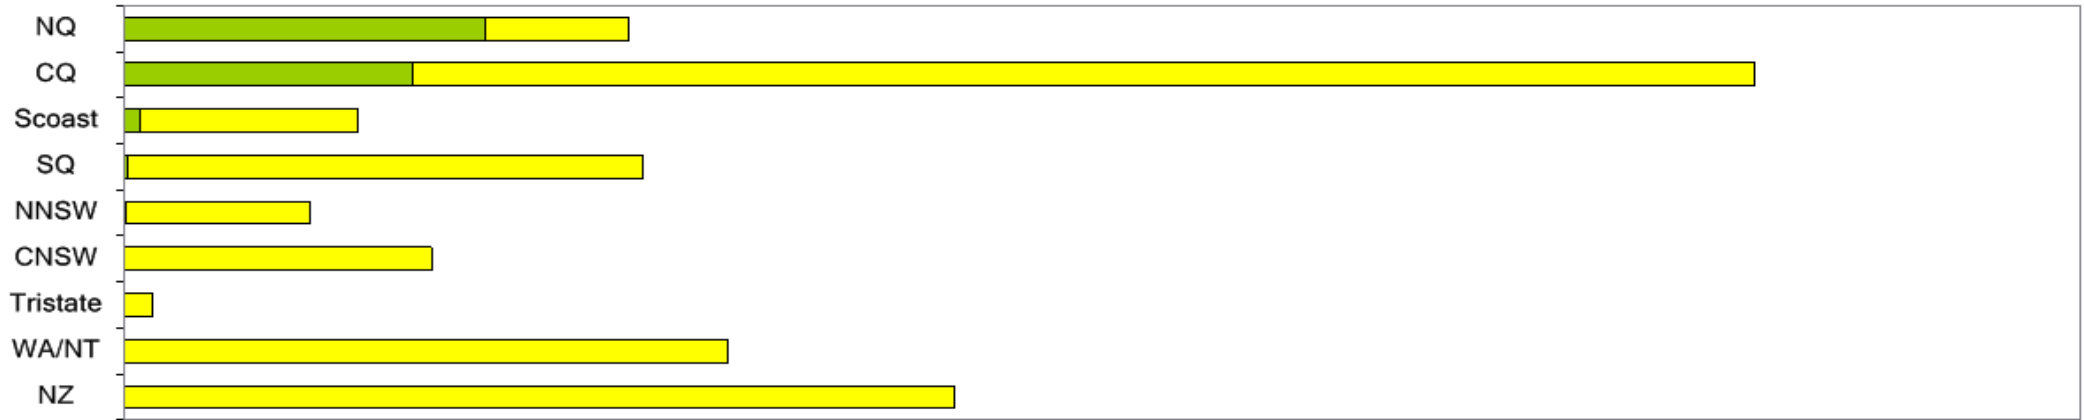 NQ
CQ
Scoast
SQ
NNSW
CNSW
Tristate
WA/NT
NZ